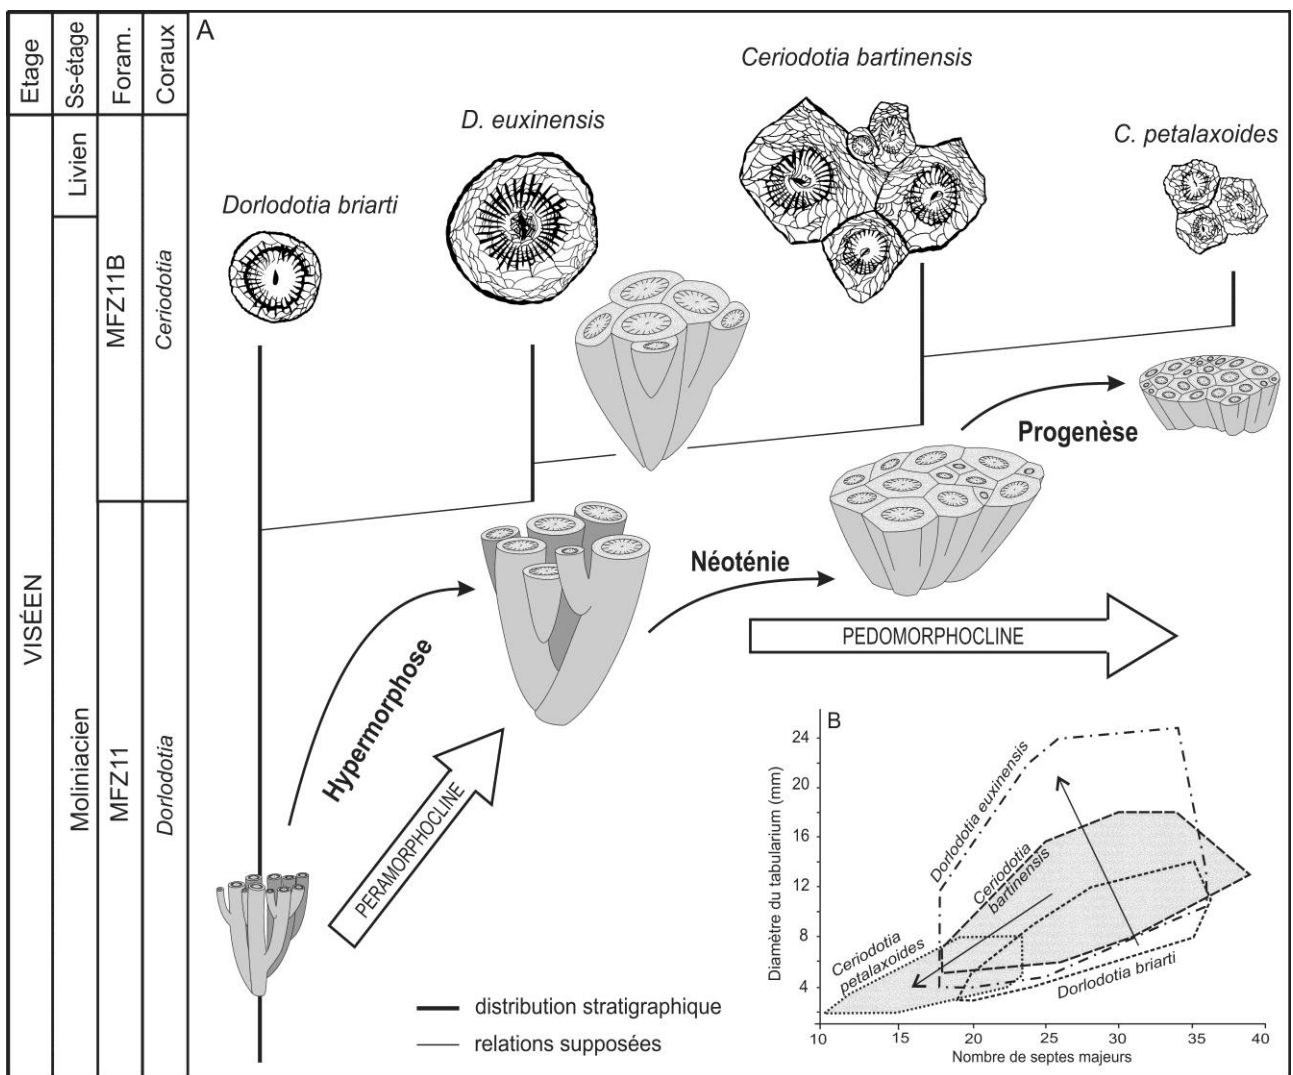 Etage
Ss-étage
Foram.
Coraux
A
VISÉEN
Livien
Moliniacien
MFZ11B
MFZ11
Ceriodotia
Dorlodotia
Dorlodotia briarti
D. euxinensis
Ceriodotia bartinensis
C. petalaxoides
Hypermorphose
Néoténie
Progenèse
PERAMORPHOCLINE
PEDOMORPHOCLINE
distribution stratigraphique
relations supposées
B
Diamètre du tabularium (mm)
24
20
16
12
8
4
Dorlodotia euxinensis
Ceriodotia
bartinensis
Ceriodotia
petalaxoides
Dorlodotia briarti
10 15 20 25 30 35 40
Nombre de septes majeurs